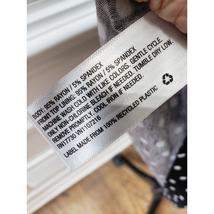 BODY: 95% RAYON / 5% SPANDEX
FRONT TOP LINING: 95% RAYON / 5% SPANDEX
MACHINE WASH COLD WITH LIKE COLORS. GENTLE CYCLE.
ONLY NON-CHLORINE BLEACH IF NEEDED. TUMBLE DRY LOW.
REMOVE PROMPTLY. COOL IRON IF NEEDED
RN17730 VN1107216
LABEL MADE FROM 100% RECYCLED PLASTIC